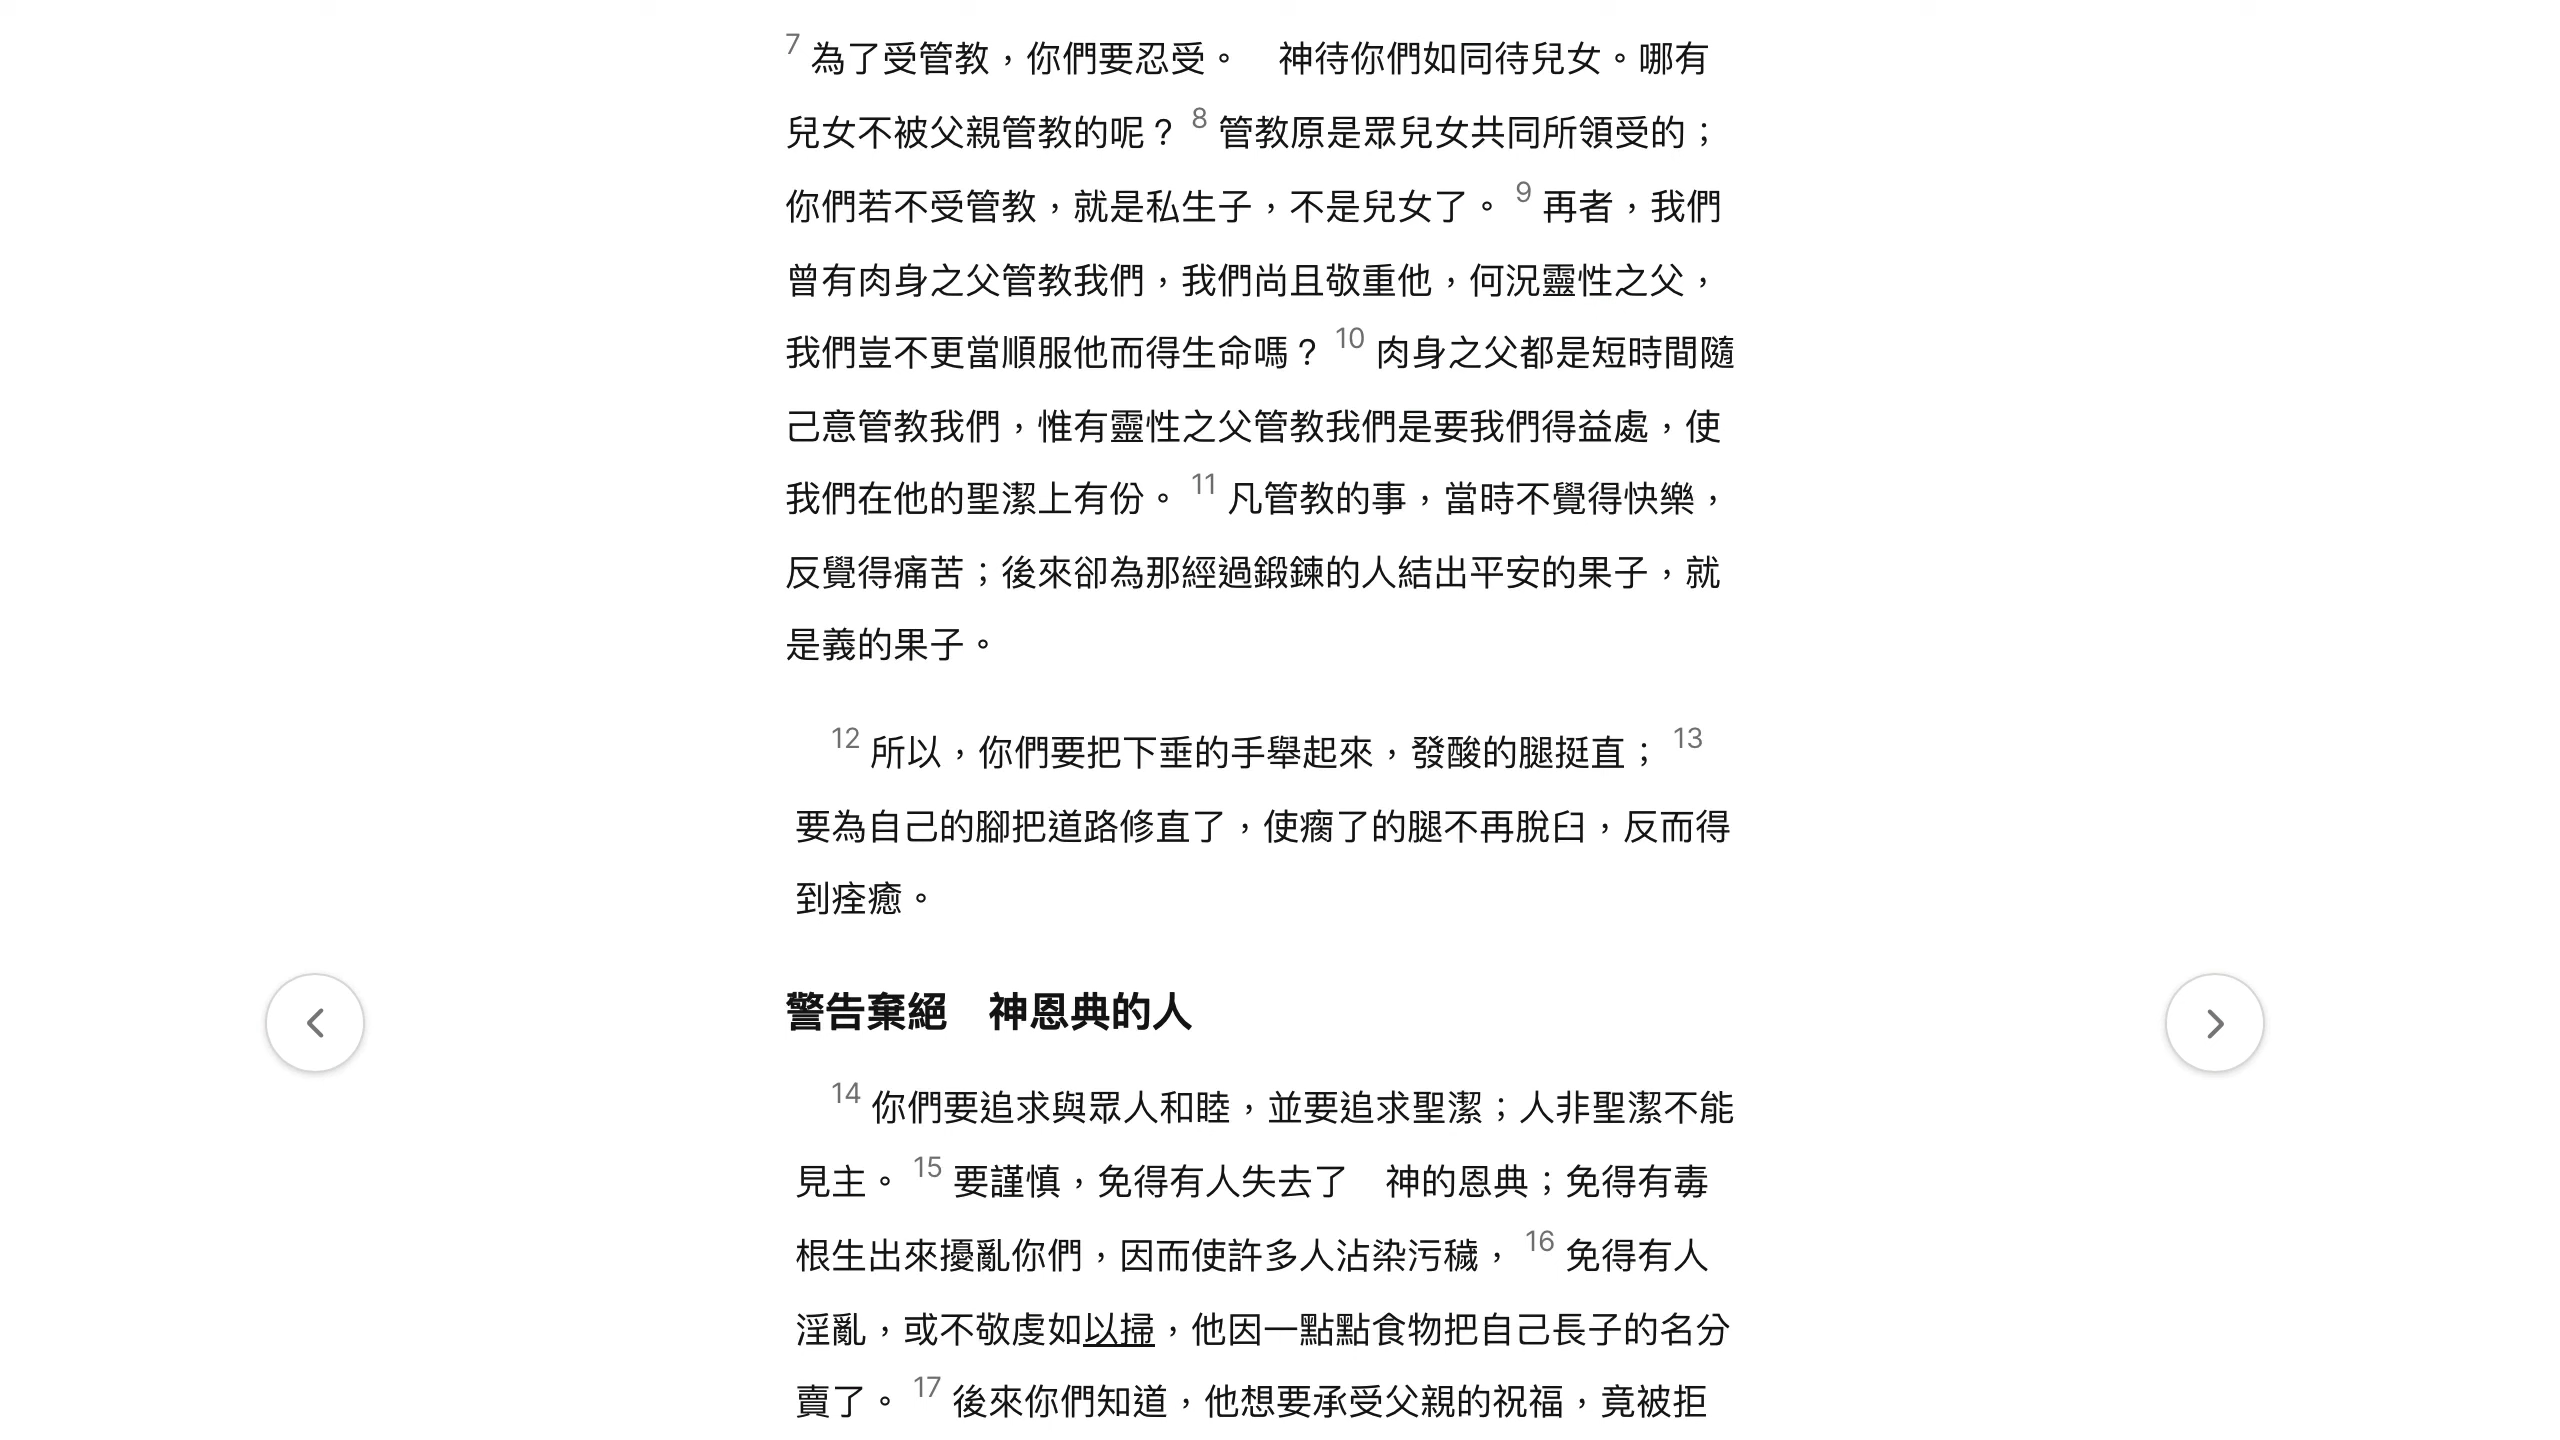 7 為了受管教，你們要忍受。　神待你們如同待兒女。哪有
兒女不被父親管教的呢？ 8 管教原是眾兒女共同所領受的；
你們若不受管教，就是私生子，不是兒女了。 9 再者，我們
曾有肉身之父管教我們，我們尚且敬重他，何況靈性之父，
我們豈不更當順服他而得生命嗎？ 10 肉身之父都是短時間隨
己意管教我們，惟有靈性之父管教我們是要我們得益處，使
我們在他的聖潔上有份。 11 凡管教的事，當時不覺得快樂，
反覺得痛苦；後來卻為那經過鍛鍊的人結出平安的果子，就
是義的果子。
12 所以，你們要把下垂的手舉起來，發酸的腿挺直； 13
要為自己的腳把道路修直了，使瘸了的腿不再脫臼，反而得
到痊癒。
警告棄絕　神恩典的人
14 你們要追求與眾人和睦，並要追求聖潔；人非聖潔不能
見主。 15 要謹慎，免得有人失去了　神的恩典；免得有毒
根生出來擾亂你們，因而使許多人沾染污穢， 16 免得有人
淫亂，或不敬虔如以掃，他因一點點食物把自己長子的名分
賣了。 17 後來你們知道，他想要承受父親的祝福，竟被拒